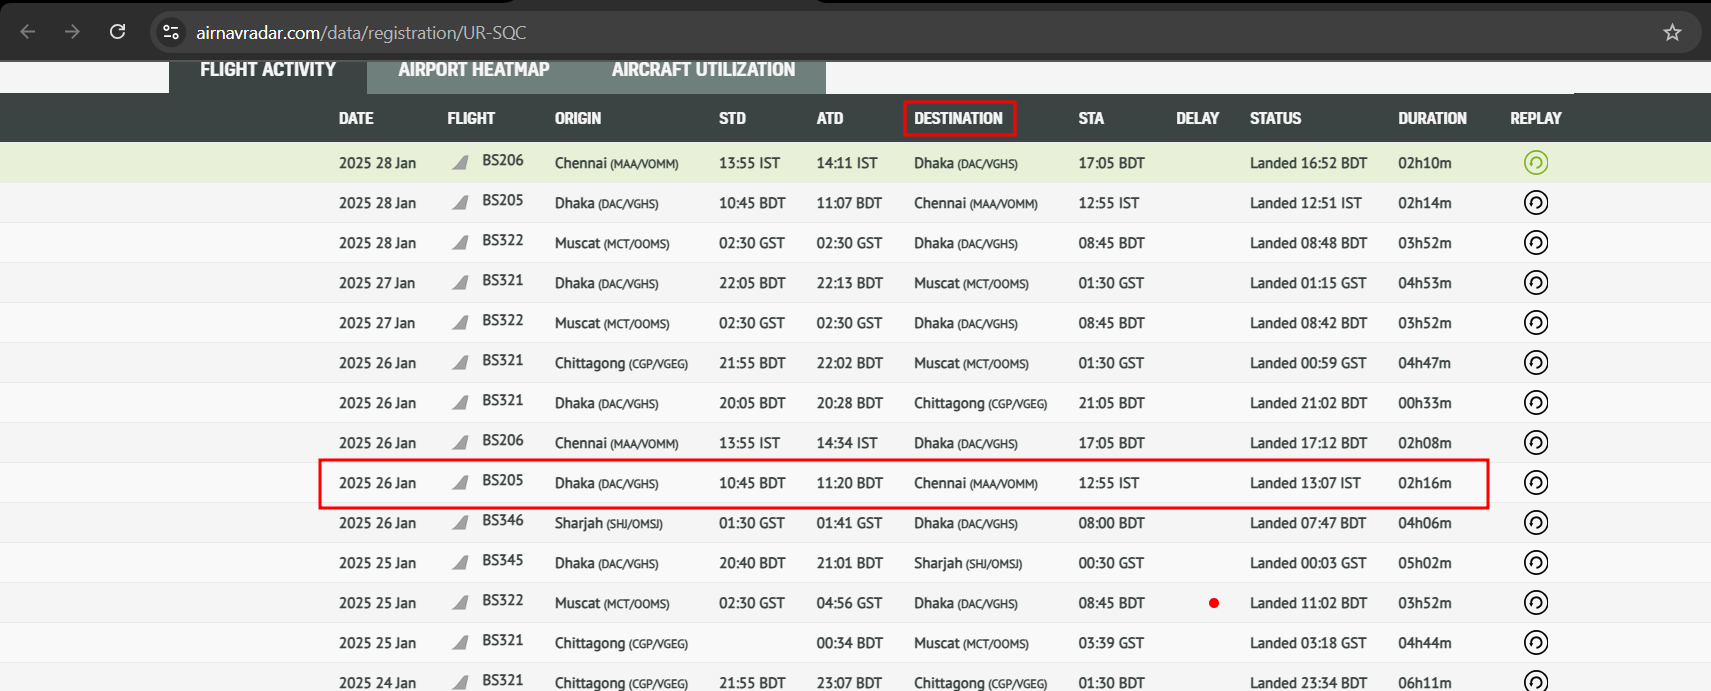 airnavradar.com/data/registration/UR-SQC
FLIGHT ACTIVITY AIRPORT HEATMAP AIRCRAFT UTILIZATION
DATE FLIGHT ORIGIN STD ATD DESTINATION STA DELAY STATUS DURATION REPLAY
2025 28 Jan BS206 Chennai (MAA/VOMM) 13:55 IST 14:11 IST Dhaka (DAC/VGHS) 17:05 BDT Landed 16:52 BDT 02h10m
2025 28 Jan BS205 Dhaka (DAC/VGHS) 10:45 BDT 11:07 BDT Chennai (MAA/VOMM) 12:55 IST Landed 12:51 IST 02h14m
2025 28 Jan BS322 Muscat (MCT/OOMS) 02:30 GST 02:30 GST Dhaka (DAC/VGHS) 08:45 BDT Landed 08:48 BDT 03h52m
2025 27 Jan BS321 Dhaka (DAC/VGHS) 22:05 BDT 22:13 BDT Muscat (MCT/OOMS) 01:30 GST Landed 01:15 GST 04h53m
2025 27 Jan BS322 Muscat (MCT/OOMS) 02:30 GST 02:30 GST Dhaka (DAC/VGHS) 08:45 BDT Landed 08:42 BDT 03h52m
2025 26 Jan BS321 Chittagong (CGP/VGEG) 21:55 BDT 22:02 BDT Muscat (MCT/OOMS) 01:30 GST Landed 00:59 GST 04h47m
2025 26 Jan BS321 Dhaka (DAC/VGHS) 20:05 BDT 20:28 BDT Chittagong (CGP/VGEG) 21:05 BDT Landed 21:02 BDT 00h33m
2025 26 Jan BS206 Chennai (MAA/VOMM) 13:55 IST 14:34 IST Dhaka (DAC/VGHS) 17:05 BDT Landed 17:12 BDT 02h08m
2025 26 Jan BS205 Dhaka (DAC/VGHS) 10:45 BDT 11:20 BDT Chennai (MAA/VOMM) 12:55 IST Landed 13:07 IST 02h16m
2025 26 Jan BS346 Sharjah (SHJ/OMSJ) 01:30 GST 01:41 GST Dhaka (DAC/VGHS) 08:00 BDT Landed 07:47 BDT 04h06m
2025 25 Jan BS345 Dhaka (DAC/VGHS) 20:40 BDT 21:01 BDT Sharjah (SHJ/OMSJ) 00:30 GST Landed 00:03 GST 05h02m
2025 25 Jan BS322 Muscat (MCT/OOMS) 02:30 GST 04:56 GST Dhaka (DAC/VGHS) 08:45 BDT Landed 11:02 BDT 03h52m
2025 25 Jan BS321 Chittagong (CGP/VGEG) 00:34 BDT Muscat (MCT/OOMS) 03:39 GST Landed 03:18 GST 04h44m
2025 24 Jan BS321 Chittagong (CGP/VGEG) 21:55 BDT 23:07 BDT Chittagong (CGP/VGEG) 01:30 BDT Landed 23:34 BDT 06h11m